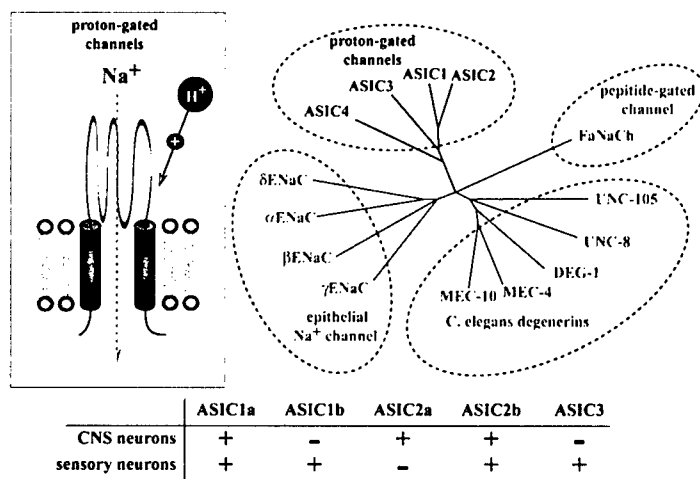 proton-gated
channels
Na+
H+
+
proton-gated
channels
ASIC1
ASIC2
ASIC3
ASIC4
pepitide-gated
channel
FaNaCh
δENaC
αENaC
βENaC
γENaC
epithelial
Na+ channel
UNC-105
UNC-8
DEG-1
MEC-4
MEC-10
C. elegans degenerins
ASIC1a ASIC1b ASIC2a ASIC2b ASIC3
CNS neurons + - + + -
sensory neurons + + - + +